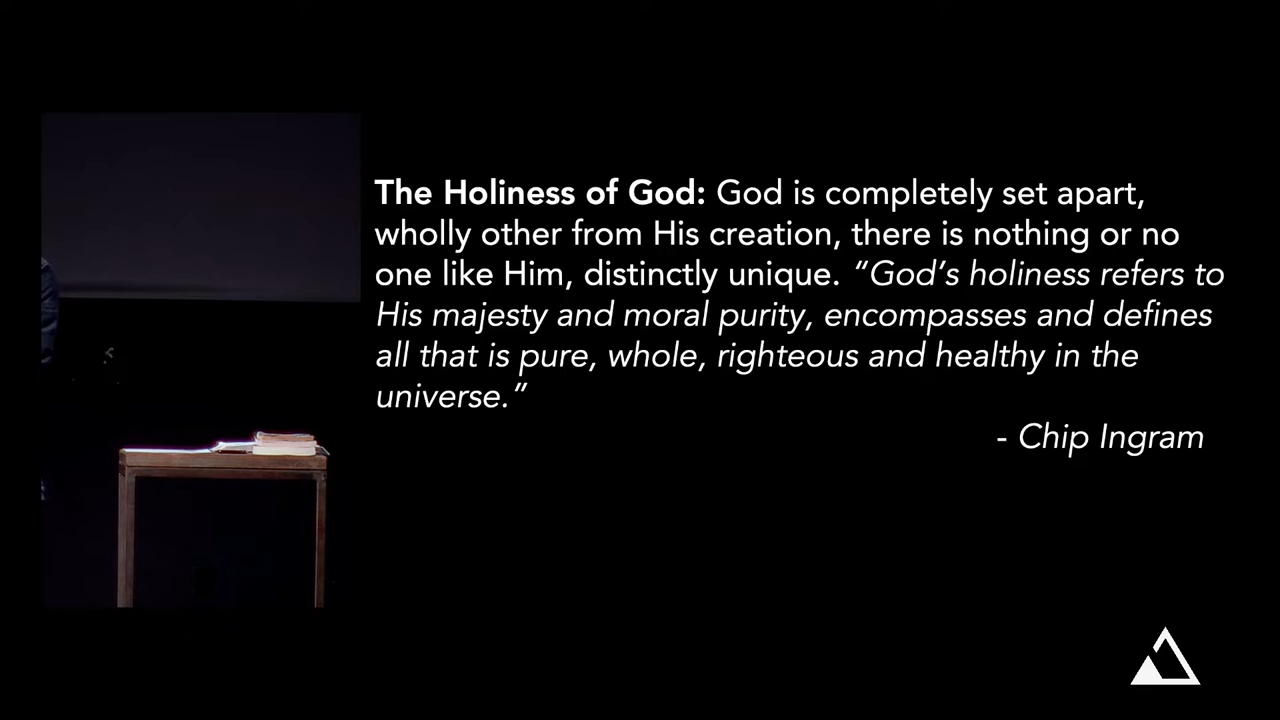 The Holiness of God: God is completely set apart,
wholly other from His creation, there is nothing or no
one like Him, distinctly unique. “God’s holiness refers to
His majesty and moral purity, encompasses and defines
all that is pure, whole, righteous and healthy in the
universe.”
- Chip Ingram